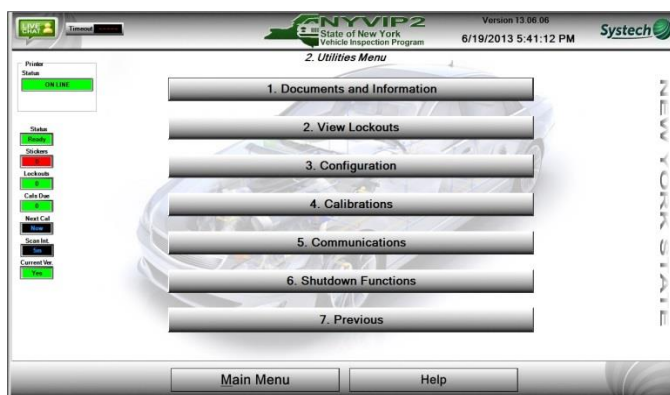 LIVE
CHAT
Timeout
NYVIP2
State of New York
Vehicle Inspection Program
Version 13.06.06
6/19/2013 5:41:12 PM
Systech
2. Utilities Menu
Printer
Status
ON LINE
Status
Ready
Stickers
0
Lockouts
0
Cals Due
0
Next Cal
Now
Scan Int.
5m
Current Ver.
Yes
1. Documents and Information
2. View Lockouts
3. Configuration
4. Calibrations
5. Communications
6. Shutdown Functions
7. Previous
NEW YORK STATE
Main Menu
Help